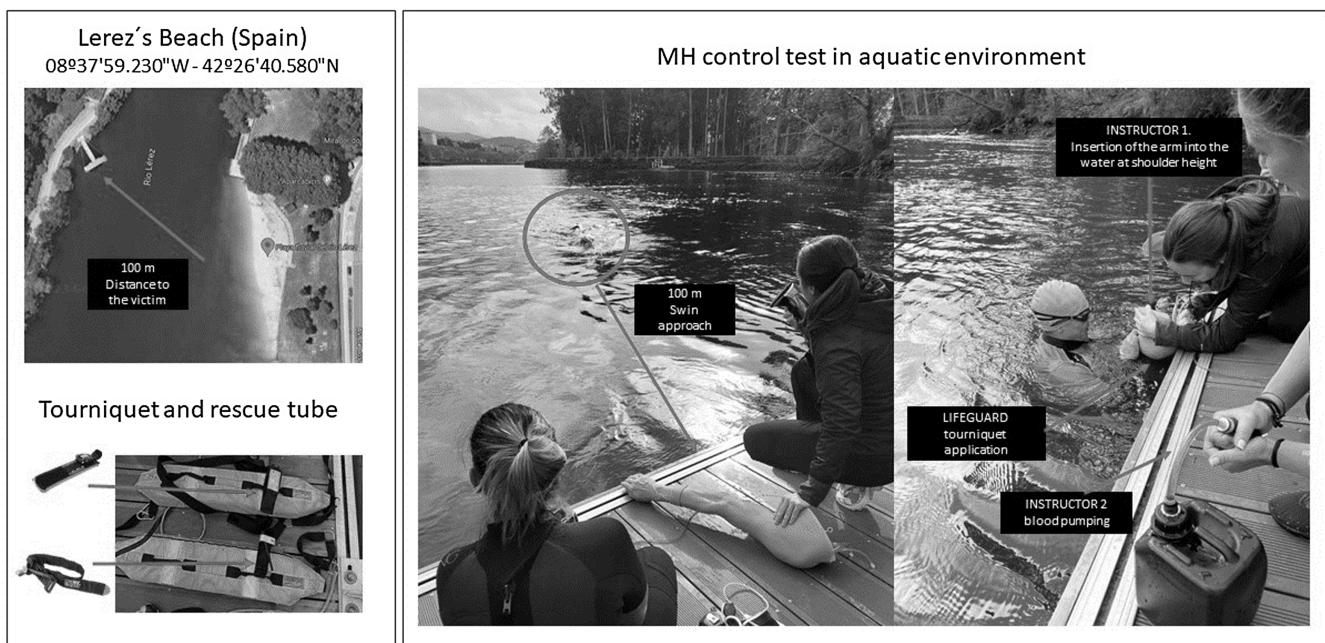 Lerez´s Beach (Spain)
08º37'59.230"W - 42º26'40.580"N
Rio Lérez
100 m
Distance to
the victim
Tourniquet and rescue tube
MH control test in aquatic environment
100 m
Swin
approach
INSTRUCTOR 1.
Insertion of the arm into the
water at shoulder height
LIFEGUARD
tourniquet
application
INSTRUCTOR 2
blood pumping